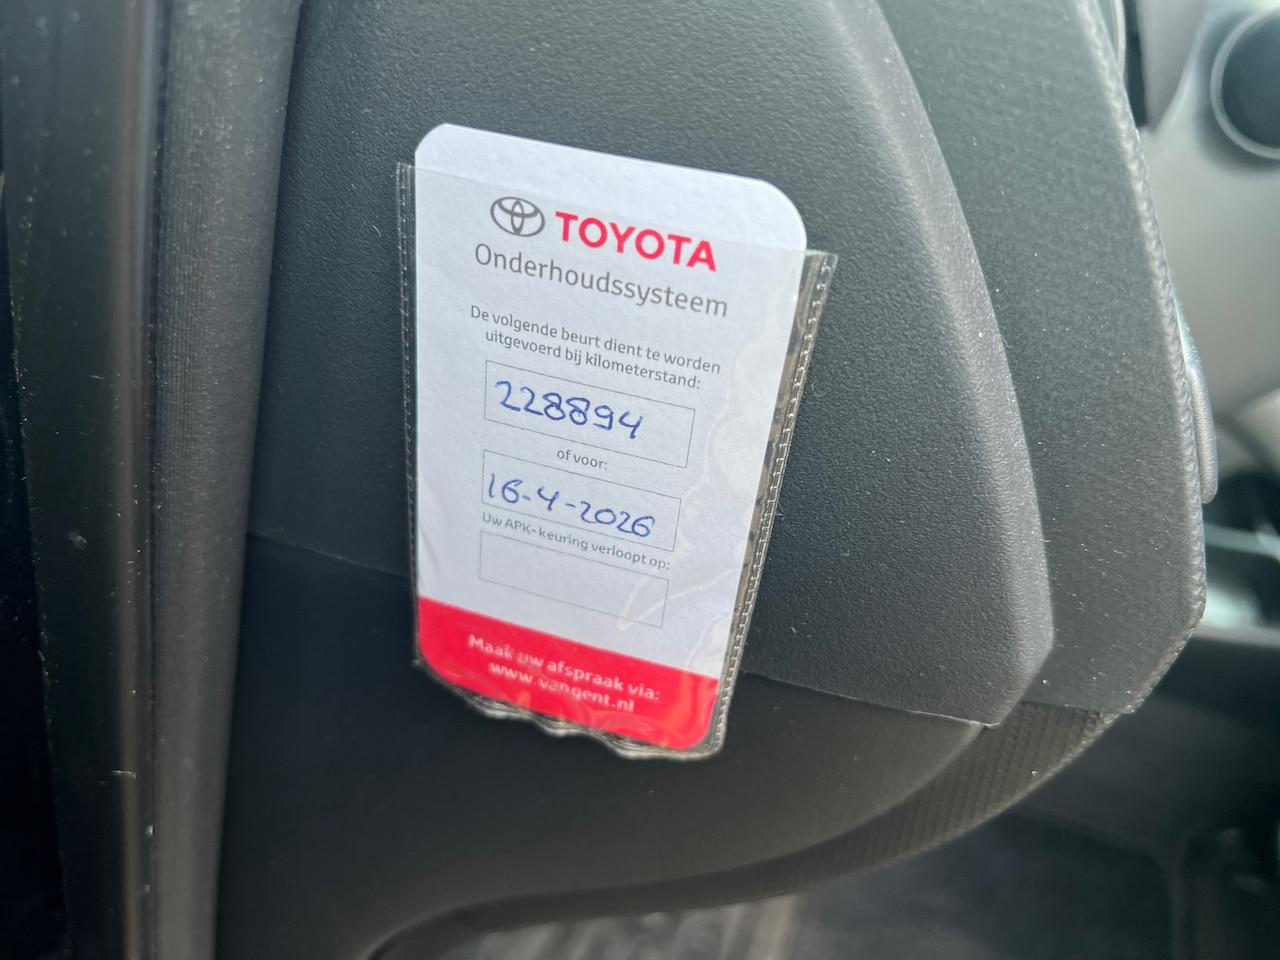 TOYOTA
Onderhoudssysteem
De volgende beurt dient te worden
uitgevoerd bij kilometerstand:
228894
of voor:
16-4-2026
Uw APK-keuring verloopt op:
Maak uw afspraak via:
www.vangent.nl